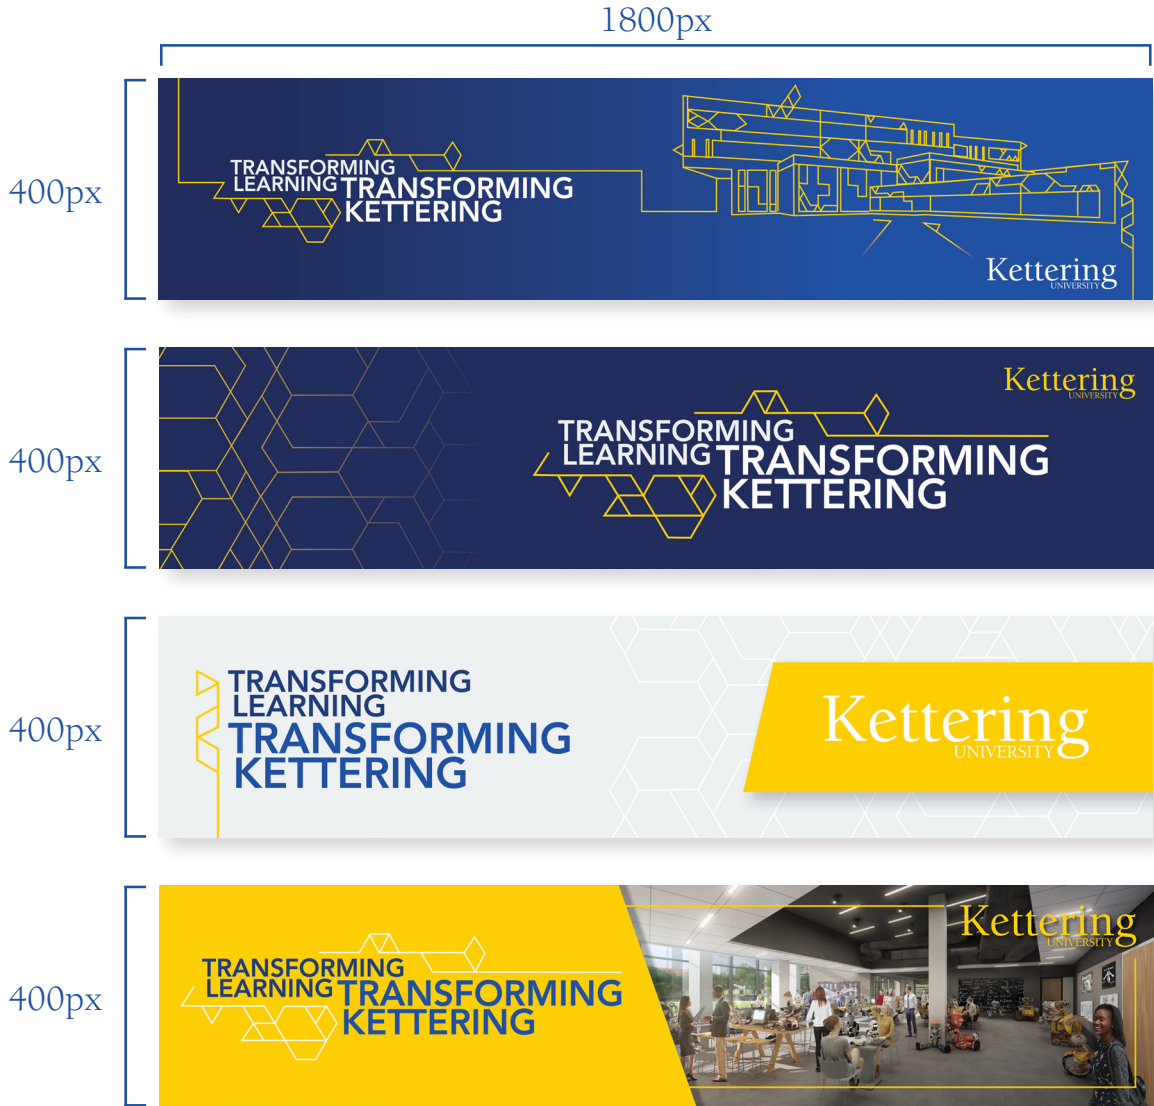 1800px
400px
TRANSFORMING
LEARNING TRANSFORMING
KETTERING
Kettering
UNIVERSITY
400px
Kettering
UNIVERSITY
TRANSFORMING
LEARNING TRANSFORMING
KETTERING
400px
TRANSFORMING
LEARNING
TRANSFORMING
KETTERING
Kettering
UNIVERSITY
400px
Kettering
UNIVERSITY
TRANSFORMING
LEARNING TRANSFORMING
KETTERING